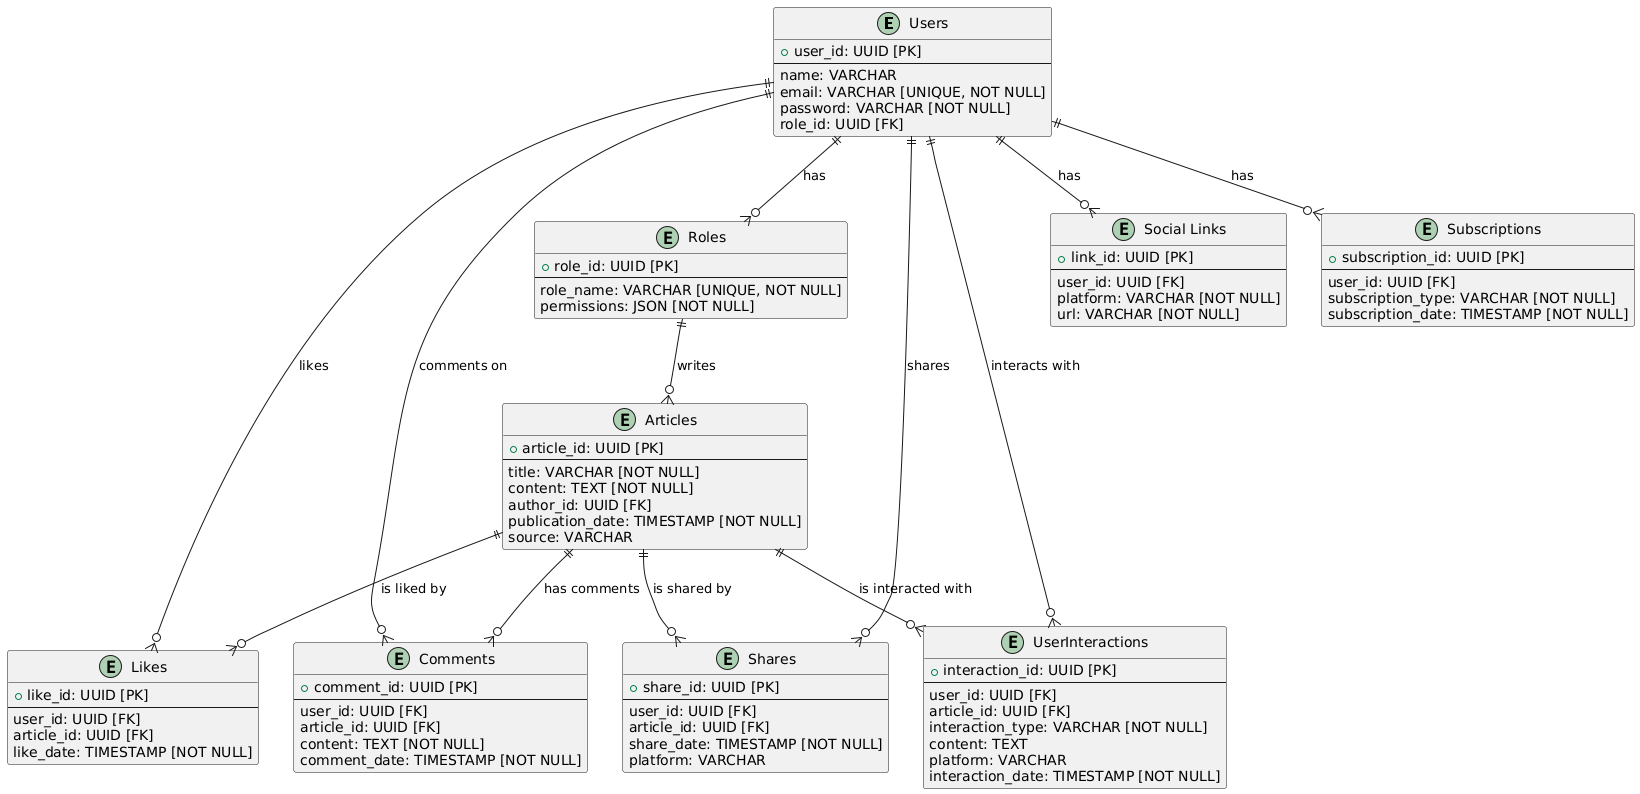 E Users
user_id: UUID [PK]
name: VARCHAR
email: VARCHAR [UNIQUE, NOT NULL]
password: VARCHAR [NOT NULL]
role_id: UUID [FK]
has
has
has
E Roles
role_id: UUID [PK]
role_name: VARCHAR [UNIQUE, NOT NULL]
permissions: JSON [NOT NULL]
E Social Links
link_id: UUID [PK]
user_id: UUID [FK]
platform: VARCHAR [NOT NULL]
url: VARCHAR [NOT NULL]
E Subscriptions
subscription_id: UUID [PK]
user_id: UUID [FK]
subscription_type: VARCHAR [NOT NULL]
subscription_date: TIMESTAMP [NOT NULL]
likes
comments on
writes
shares
interacts with
E Articles
article_id: UUID [PK]
title: VARCHAR [NOT NULL]
content: TEXT [NOT NULL]
author_id: UUID [FK]
publication_date: TIMESTAMP [NOT NULL]
source: VARCHAR
is liked by
has comments
is shared by
is interacted with
E Likes
like_id: UUID [PK]
user_id: UUID [FK]
article_id: UUID [FK]
like_date: TIMESTAMP [NOT NULL]
E Comments
comment_id: UUID [PK]
user_id: UUID [FK]
article_id: UUID [FK]
content: TEXT [NOT NULL]
comment_date: TIMESTAMP [NOT NULL]
E Shares
share_id: UUID [PK]
user_id: UUID [FK]
article_id: UUID [FK]
share_date: TIMESTAMP [NOT NULL]
platform: VARCHAR
E UserInteractions
interaction_id: UUID [PK]
user_id: UUID [FK]
article_id: UUID [FK]
interaction_type: VARCHAR [NOT NULL]
content: TEXT
platform: VARCHAR
interaction_date: TIMESTAMP [NOT NULL]